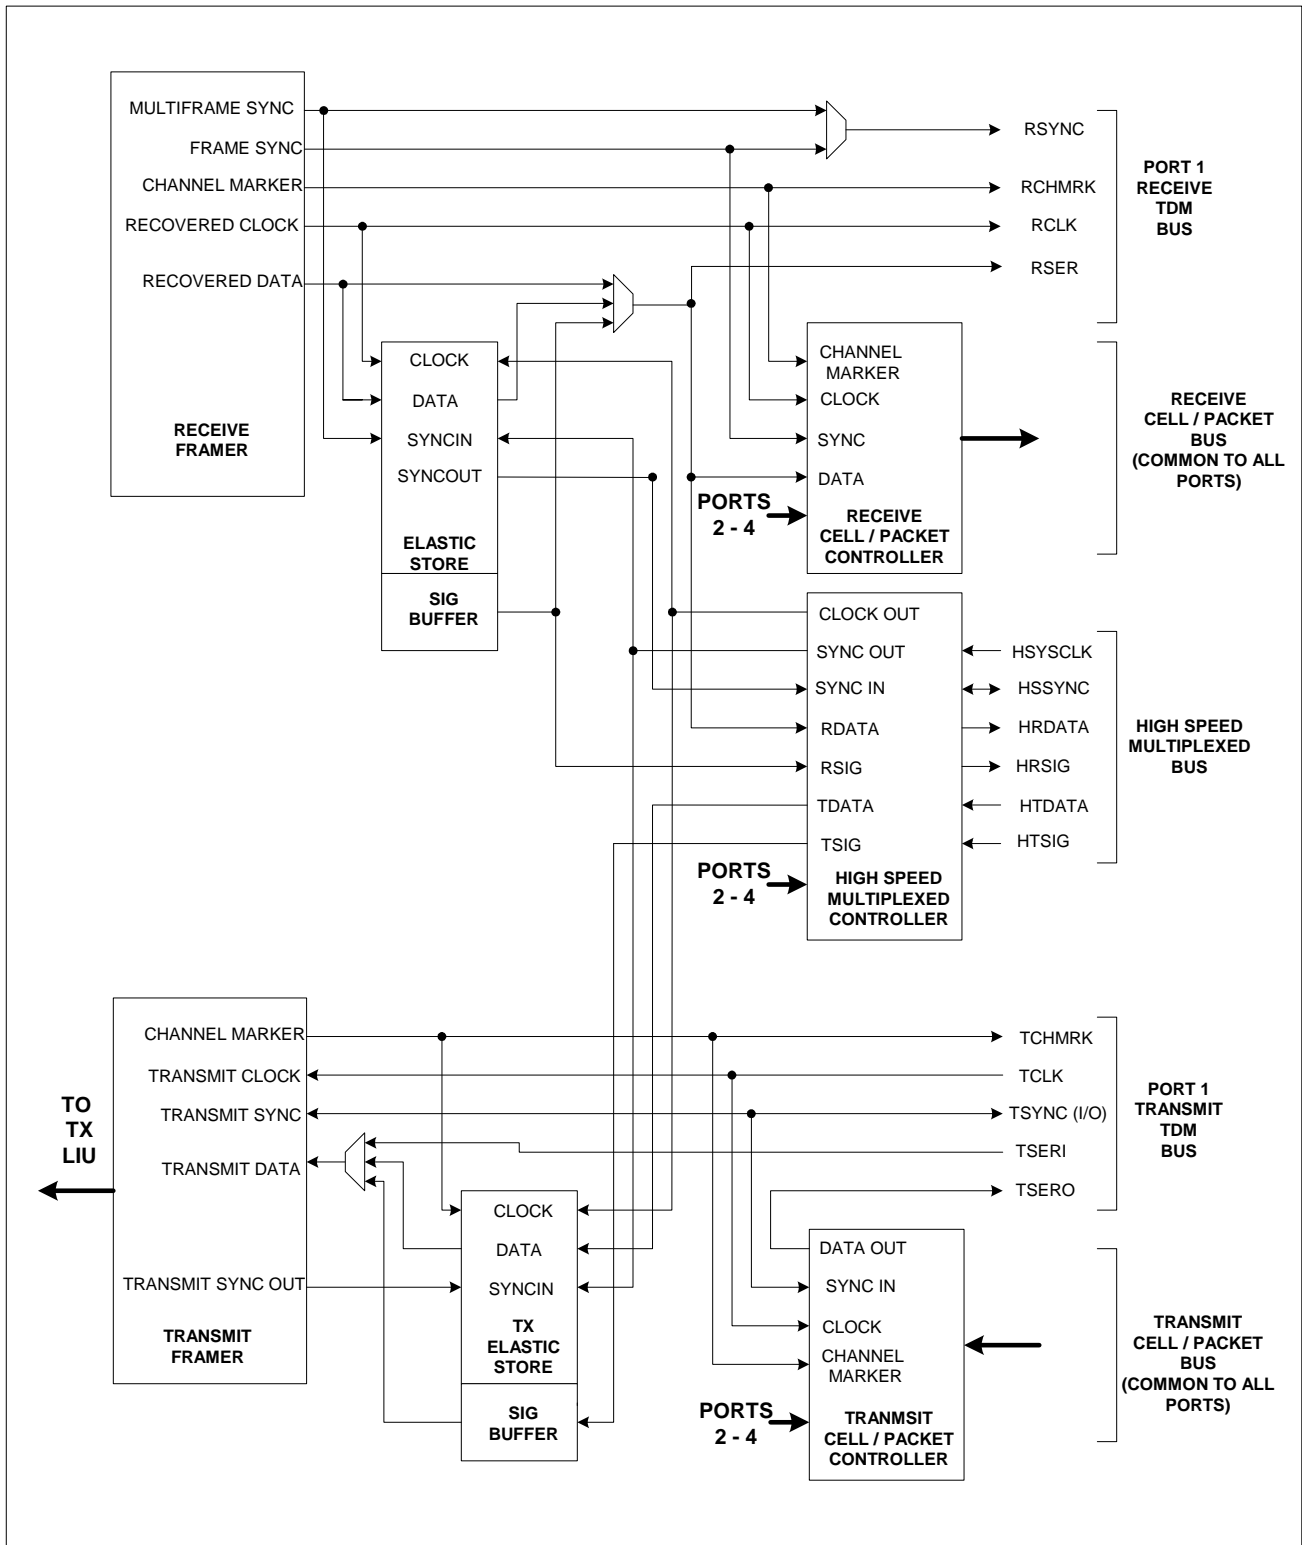 MULTIFRAME SYNC
FRAME SYNC
CHANNEL MARKER
RECOVERED CLOCK
RECOVERED DATA
RECEIVE
FRAMER
RSYNC
RCHMRK
RCLK
RSER
PORT 1
RECEIVE
TDM
BUS
CLOCK
DATA
SYNCIN
SYNCOUT
ELASTIC
STORE
SIG
BUFFER
CHANNEL
MARKER
CLOCK
SYNC
DATA
PORTS
2 - 4
RECEIVE
CELL / PACKET
CONTROLLER
RECEIVE
CELL / PACKET
BUS
(COMMON TO ALL
PORTS)
CLOCK OUT
SYNC OUT
SYNC IN
RDATA
RSIG
TDATA
TSIG
PORTS
2 - 4
HIGH SPEED
MULTIPLEXED
CONTROLLER
HSYSCLK
HSSYNC
HRDATA
HRSIG
HTDATA
HTSIG
HIGH SPEED
MULTIPLEXED
BUS
TO
TX
LIU
CHANNEL MARKER
TRANSMIT CLOCK
TRANSMIT SYNC
TRANSMIT DATA
TRANSMIT SYNC OUT
TRANSMIT
FRAMER
TCHMRK
TCLK
TSYNC (I/O)
TSERI
TSERO
PORT 1
TRANSMIT
TDM
BUS
CLOCK
DATA
SYNCIN
TX
ELASTIC
STORE
SIG
BUFFER
DATA OUT
SYNC IN
CLOCK
CHANNEL
MARKER
PORTS
2 - 4
TRANMSIT
CELL / PACKET
CONTROLLER
TRANSMIT
CELL / PACKET
BUS
(COMMON TO ALL
PORTS)